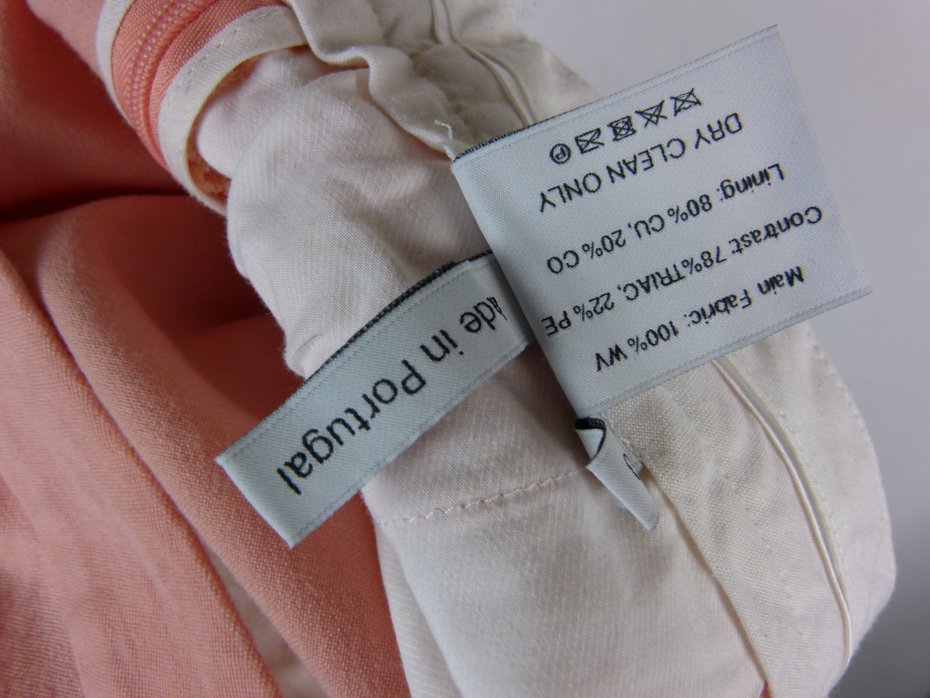 Main Fabric: 100% WV
Contrast: 78%TRIAC, 22% PE
Lining: 80% CU, 20% CO
DRY CLEAN ONLY
P
ade in Portugal